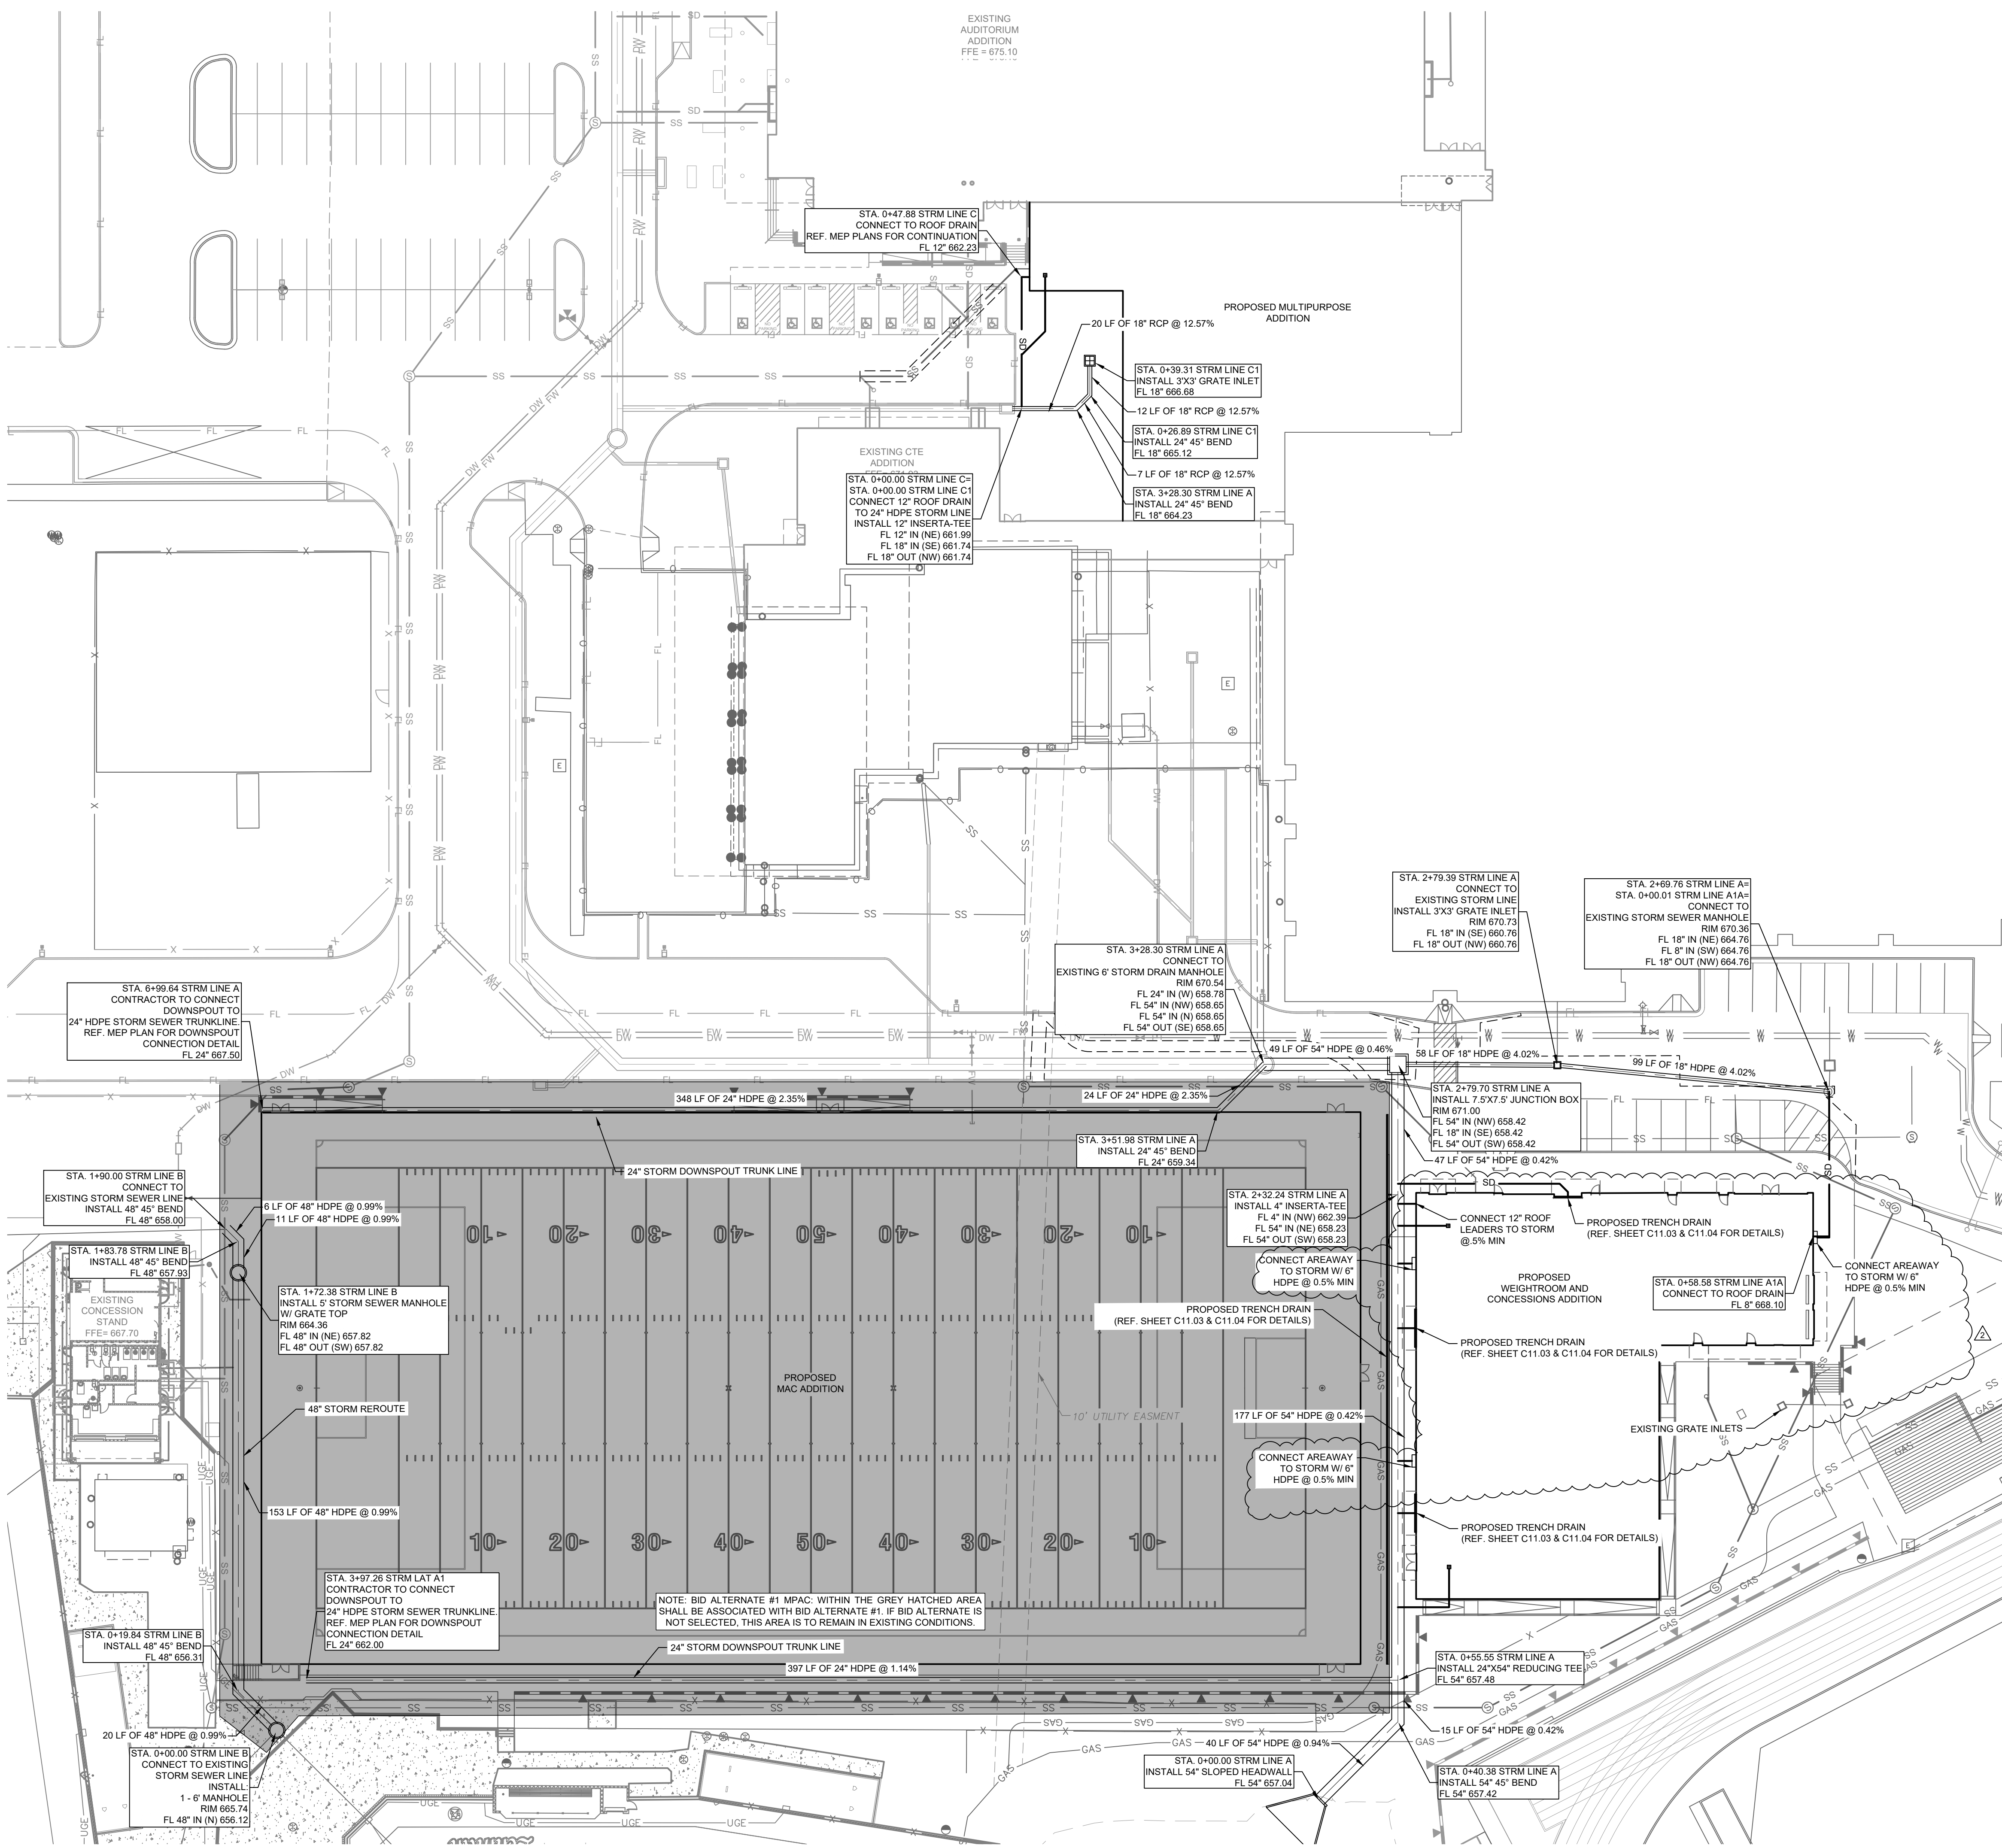 EXISTING
AUDITORIUM
ADDITION
FFE = 675.10
STA. 0+47.88 STRM LINE C
CONNECT TO ROOF DRAIN
REF. MEP PLANS FOR CONTINUATION
FL 12" 662.23
PROPOSED MULTIPURPOSE
ADDITION
20 LF OF 18" RCP @ 12.57%
STA. 0+39.31 STRM LINE C1
INSTALL 3'X3' GRATE INLET
FL 18" 666.68
12 LF OF 18" RCP @ 12.57%
STA. 0+26.89 STRM LINE C1
INSTALL 24" 45° BEND
FL 18" 665.12
7 LF OF 18" RCP @ 12.57%
STA. 3+28.30 STRM LINE A
INSTALL 24" 45° BEND
FL 18" 664.23
EXISTING CTE
ADDITION
STA. 0+00.00 STRM LINE C=
STA. 0+00.00 STRM LINE C1
CONNECT 12" ROOF DRAIN
TO 24" HDPE STORM LINE
INSTALL 12" INSERTA-TEE
FL 12" IN (NE) 661.99
FL 18" IN (SE) 661.74
FL 18" OUT (NW) 661.74
STA. 2+79.39 STRM LINE A
CONNECT TO
EXISTING STORM LINE
INSTALL 3'X3' GRATE INLET
RIM 670.73
FL 18" IN (SE) 660.76
FL 18" OUT (NW) 660.76
STA. 2+69.76 STRM LINE A=
STA. 0+00.01 STRM LINE A1A=
CONNECT TO
EXISTING STORM SEWER MANHOLE
RIM 670.36
FL 18" IN (NE) 664.76
FL 8" IN (SW) 664.76
FL 18" OUT (NW) 664.76
STA. 3+28.30 STRM LINE A
CONNECT TO
EXISTING 6' STORM DRAIN MANHOLE
RIM 670.54
FL 24" IN (W) 658.78
FL 54" IN (NW) 658.65
FL 54" IN (N) 658.65
FL 54" OUT (SE) 658.65
STA. 6+99.64 STRM LINE A
CONTRACTOR TO CONNECT
DOWNSPOUT TO
24" HDPE STORM SEWER TRUNKLINE.
REF. MEP PLAN FOR DOWNSPOUT
CONNECTION DETAIL
FL 24" 667.50
49 LF OF 54" HDPE @ 0.46%
58 LF OF 18" HDPE @ 4.02%
99 LF OF 18" HDPE @ 4.02%
348 LF OF 24" HDPE @ 2.35%
24 LF OF 24" HDPE @ 2.35%
STA. 2+79.70 STRM LINE A
INSTALL 7.5'X7.5' JUNCTION BOX
RIM 671.00
FL 54" IN (NW) 658.42
FL 18" IN (SE) 658.42
FL 54" OUT (SW) 658.42
STA. 3+51.98 STRM LINE A
INSTALL 24" 45° BEND
FL 24" 659.34
47 LF OF 54" HDPE @ 0.42%
24" STORM DOWNSPOUT TRUNK LINE
STA. 1+90.00 STRM LINE B
CONNECT TO
EXISTING STORM SEWER LINE
INSTALL 48" 45° BEND
FL 48" 658.00
6 LF OF 48" HDPE @ 0.99%
11 LF OF 48" HDPE @ 0.99%
STA. 1+83.78 STRM LINE B
INSTALL 48" 45° BEND
FL 48" 657.93
STA. 2+32.24 STRM LINE A
INSTALL 4" INSERTA-TEE
FL 4" IN (NW) 662.39
FL 54" IN (NE) 658.23
FL 54" OUT (SW) 658.23
CONNECT 12" ROOF
LEADERS TO STORM
@.5% MIN
PROPOSED TRENCH DRAIN
(REF. SHEET C11.03 & C11.04 FOR DETAILS)
CONNECT AREAWAY
TO STORM W/ 6"
HDPE @ 0.5% MIN
CONNECT AREAWAY
TO STORM W/ 6"
HDPE @ 0.5% MIN
PROPOSED
WEIGHTROOM AND
CONCESSIONS ADDITION
STA. 0+58.58 STRM LINE A1A
CONNECT TO ROOF DRAIN
FL 8" 668.10
STA. 1+72.38 STRM LINE B
INSTALL 5' STORM SEWER MANHOLE
W/ GRATE TOP
RIM 664.36
FL 48" IN (NE) 657.82
FL 48" OUT (SW) 657.82
EXISTING
CONCESSION
STAND
FFE= 667.70
PROPOSED TRENCH DRAIN
(REF. SHEET C11.03 & C11.04 FOR DETAILS)
PROPOSED TRENCH DRAIN
(REF. SHEET C11.03 & C11.04 FOR DETAILS)
2
PROPOSED
MAC ADDITION
48" STORM REROUTE
10' UTILITY EASMENT
177 LF OF 54" HDPE @ 0.42%
EXISTING GRATE INLETS
CONNECT AREAWAY
TO STORM W/ 6"
HDPE @ 0.5% MIN
153 LF OF 48" HDPE @ 0.99%
PROPOSED TRENCH DRAIN
(REF. SHEET C11.03 & C11.04 FOR DETAILS)
10 20 30 40 50 40 30 20 10
10 20 30 40 50 40 30 20 10
STA. 3+97.26 STRM LAT A1
CONTRACTOR TO CONNECT
DOWNSPOUT TO
24" HDPE STORM SEWER TRUNKLINE.
REF. MEP PLAN FOR DOWNSPOUT
CONNECTION DETAIL
FL 24" 662.00
NOTE: BID ALTERNATE #1 MPAC: WITHIN THE GREY HATCHED AREA
SHALL BE ASSOCIATED WITH BID ALTERNATE #1. IF BID ALTERNATE IS
NOT SELECTED, THIS AREA IS TO REMAIN IN EXISTING CONDITIONS.
STA. 0+19.84 STRM LINE B
INSTALL 48" 45° BEND
FL 48" 656.31
24" STORM DOWNSPOUT TRUNK LINE
397 LF OF 24" HDPE @ 1.14%
STA. 0+55.55 STRM LINE A
INSTALL 24"X54" REDUCING TEE
FL 54" 657.48
20 LF OF 48" HDPE @ 0.99%
15 LF OF 54" HDPE @ 0.42%
40 LF OF 54" HDPE @ 0.94%
STA. 0+00.00 STRM LINE B
CONNECT TO EXISTING
STORM SEWER LINE
INSTALL:
1 - 6' MANHOLE
RIM 665.74
FL 48" IN (N) 656.12
STA. 0+00.00 STRM LINE A
INSTALL 54" SLOPED HEADWALL
FL 54" 657.04
STA. 0+40.38 STRM LINE A
INSTALL 54" 45° BEND
FL 54" 657.42